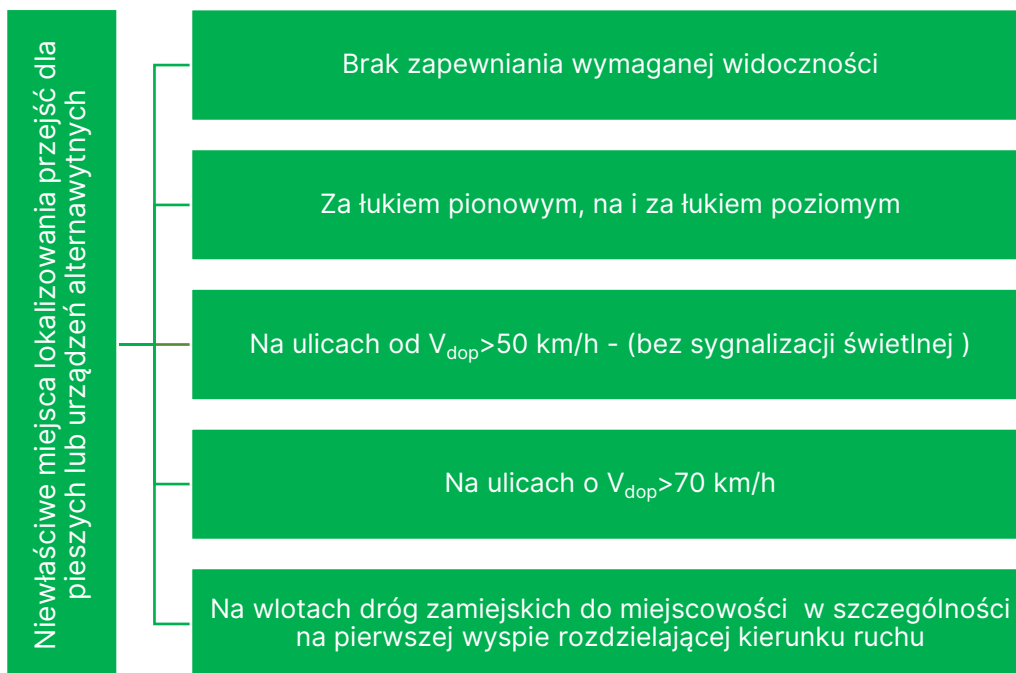 Niewłaściwe miejsca lokalizowania przejść dla
pieszych lub urządzeń alternawytnych
Brak zapewniania wymaganej widoczności
Za łukiem pionowym, na i za łukiem poziomym
Na ulicach od Vdop>50 km/h - (bez sygnalizacji świetlnej )
Na ulicach o Vdop>70 km/h
Na wlotach dróg zamiejskich do miejscowości  w szczególności
na pierwszej wyspie rozdzielającej kierunku ruchu